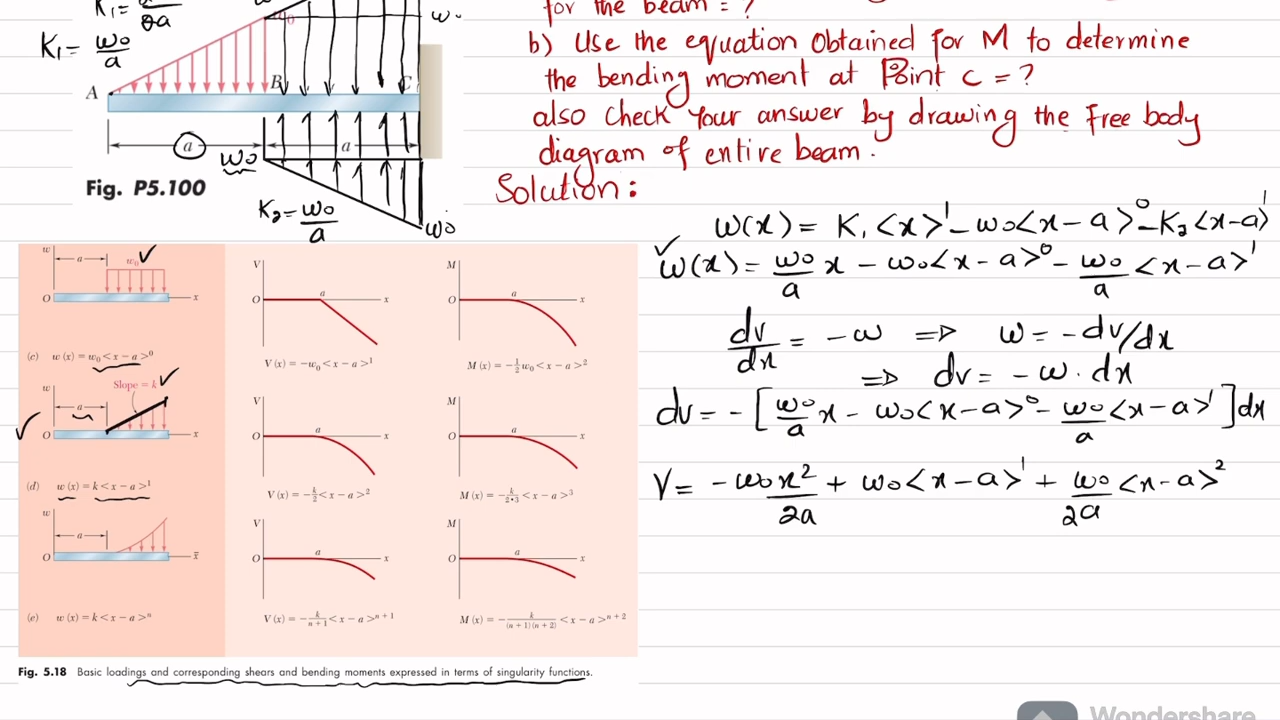 for the beam = ?
b) Use the equation Obtained for M to determine
the bending moment at Point C = ?
also Check Your answer by drawing the Free body
diagram of entire beam.
Solution:
K₁ =
K₁ = w₀/a
w₀
A
B
C
a
a
w₀
Fig. P5.100
K₂ = w₀/a
w₀
w(x) = K₁<x>¹ - w₀<x-a>⁰ - K₂<x-a>¹
w(x) = w₀/a x - w₀<x-a>⁰ - w₀/a <x-a>¹
dv/dx = -w ⇒ w = -dv/dx
⇒ dv = -w . dx
dv = -[w₀/a x - w₀<x-a>⁰ - w₀/a <x-a>¹]dx
V = -w₀x²/2a + w₀<x-a>¹ + w₀/2a <x-a>²
w
a
w₀
O
x
V
O
a
x
M
O
a
x
(c) w (x) = w₀ < x – a >⁰
V (x) = – w₀ < x – a >¹
M (x) = – 1/2 w₀ < x – a >²
w
Slope = k
a
O
x
V
O
a
x
M
O
a
x
(d) w (x) = k < x – a >¹
V (x) = – k/2 < x – a >²
M (x) = – k/2·3 < x – a >³
w
a
O
x
V
O
a
x
M
O
a
x
(e) w (x) = k < x – a >ⁿ
V (x) = – k/n + 1 < x – a >ⁿ ⁺ ¹
M (x) = – k/(n + 1) (n + 2) < x – a >ⁿ ⁺ ²
Fig. 5.18 Basic loadings and corresponding shears and bending moments expressed in terms of singularity functions.
Wondershare